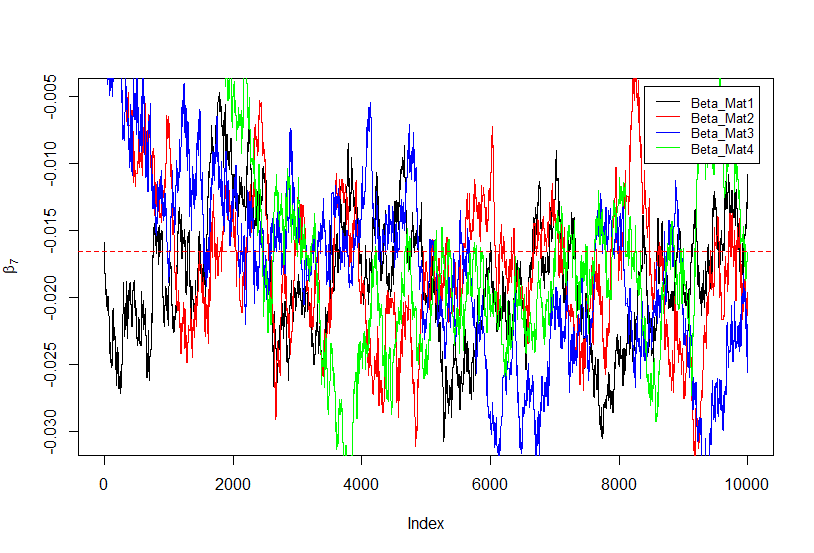 -0.005
-0.010
-0.015
-0.020
-0.025
-0.030
β7
Beta_Mat1
Beta_Mat2
Beta_Mat3
Beta_Mat4
0 2000 4000 6000 8000 10000
Index